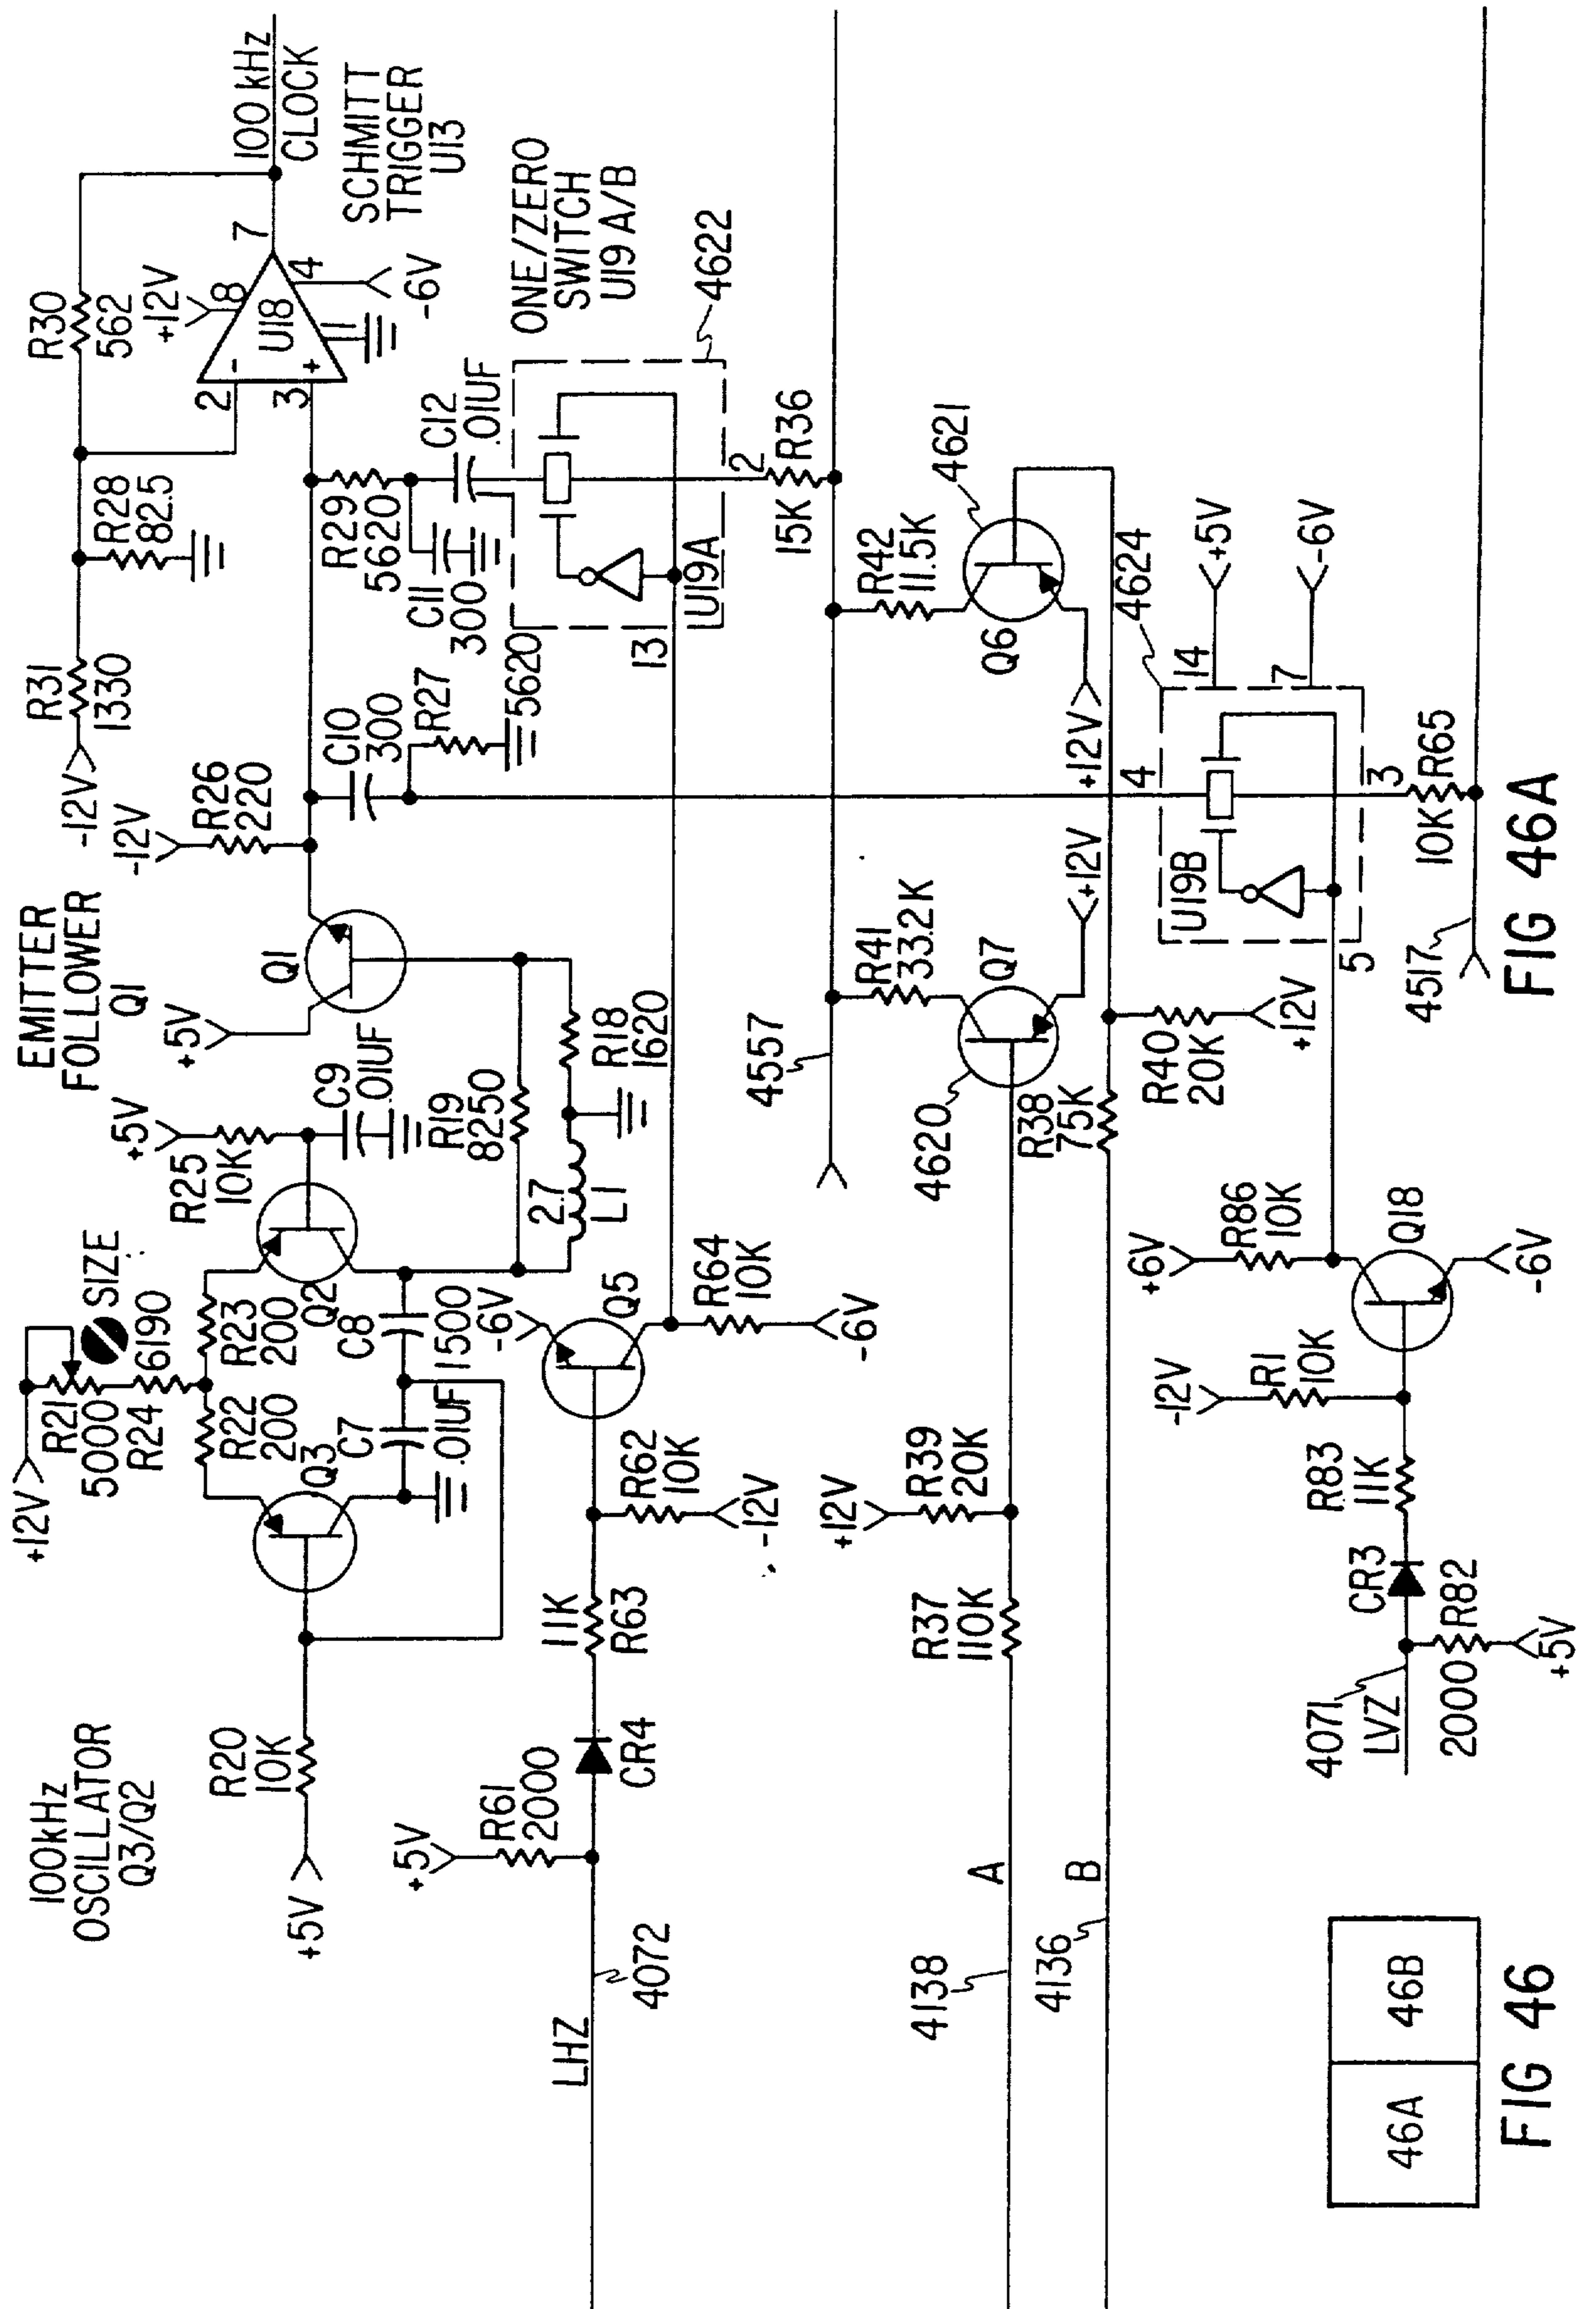 100kHz
OSCILLATOR
Q3/Q2
+12V
R21
5000
SIZE
R24
6190
R22
200
R23
200
Q3
Q2
R20
10K
+5V
C7
.01UF
C8
1500
R25
10K
+5V
C9
.01UF
R19
8250
2.7
L1
R18
1620
EMITTER
FOLLOWER
Q1
+5V
Q1
-12V
R26
220
-12V
R31
1330
R28
82.5
R30
562
+12V
2
3
-
+
U18
8
1
4
7
-6V
100 kHz
CLOCK
SCHMITT
TRIGGER
U13
C10
300
R27
5620
R29
5620
C11
300
C12
.01UF
ONE/ZERO
SWITCH
U19 A/B
4622
13
U19A
2
R36
15K
LHZ
4072
+5V
R61
2000
CR4
11K
R63
R62
10K
-12V
-6V
Q5
R64
10K
-6V
4557
R41
33.2K
Q7
4620
+12V
R42
11.5K
Q6
4621
+12V
4138
A
R37
110K
+12V
R39
20K
4136
B
R38
75K
R40
20K
+12V
4624
4
14
+5V
7
-6V
U19B
5
3
R65
10K
4517
4071
LVZ
2000
R82
+5V
CR3
R83
11K
-12V
R1
10K
+6V
R86
10K
Q18
-6V
46A
46B
FIG 46
FIG 46A